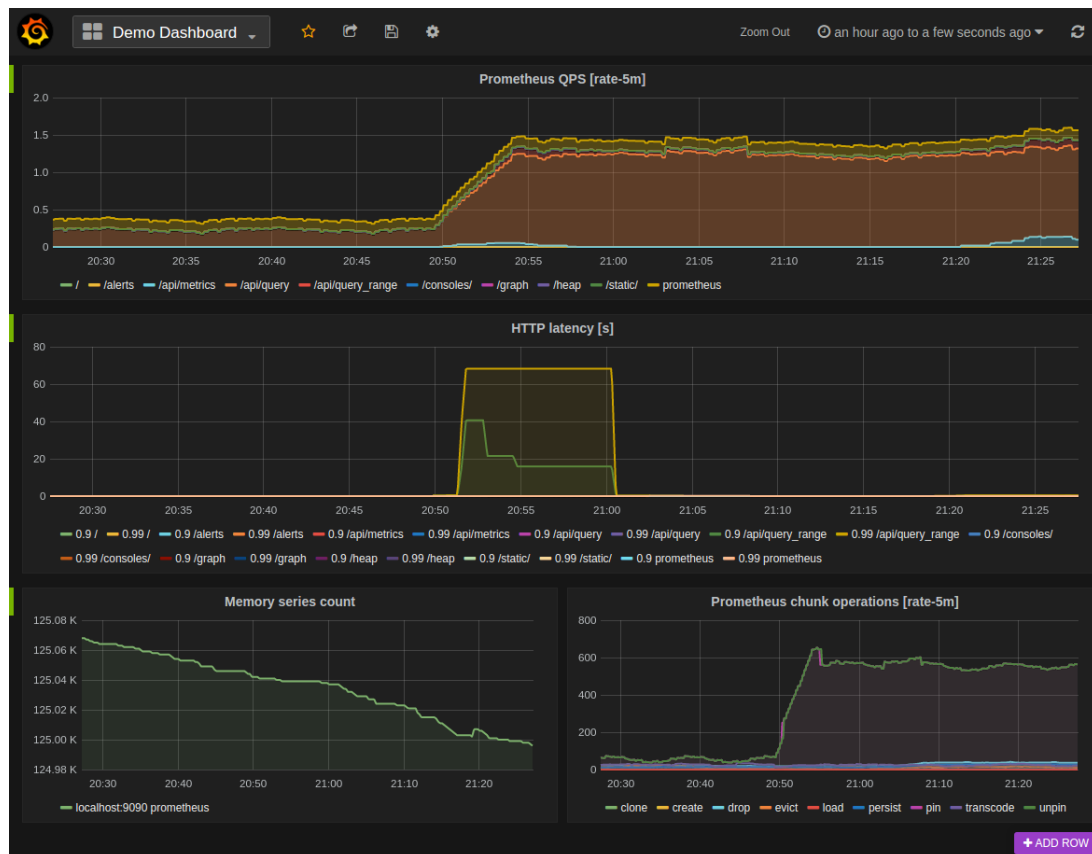 Demo Dashboard
Zoom Out
an hour ago to a few seconds ago
Prometheus QPS [rate-5m]
2.0
1.5
1.0
0.5
0
20:30 20:35 20:40 20:45 20:50 20:55 21:00 21:05 21:10 21:15 21:20 21:25
/ /alerts /api/metrics /api/query /api/query_range /consoles/ /graph /heap /static/ prometheus
HTTP latency [s]
80
60
40
20
0
20:30 20:35 20:40 20:45 20:50 20:55 21:00 21:05 21:10 21:15 21:20 21:25
0.9 / 0.99 / 0.9 /alerts 0.99 /alerts 0.9 /api/metrics 0.99 /api/metrics 0.9 /api/query 0.99 /api/query 0.9 /api/query_range 0.99 /api/query_range 0.9 /consoles/
0.99 /consoles/ 0.9 /graph 0.99 /graph 0.9 /heap 0.99 /heap 0.9 /static/ 0.99 /static/ 0.9 prometheus 0.99 prometheus
Memory series count
125.08 K
125.06 K
125.04 K
125.02 K
125.00 K
124.98 K
20:30 20:40 20:50 21:00 21:10 21:20
localhost:9090 prometheus
Prometheus chunk operations [rate-5m]
800
600
400
200
0
20:30 20:40 20:50 21:00 21:10 21:20
clone create drop evict load persist pin transcode unpin
+ ADD ROW